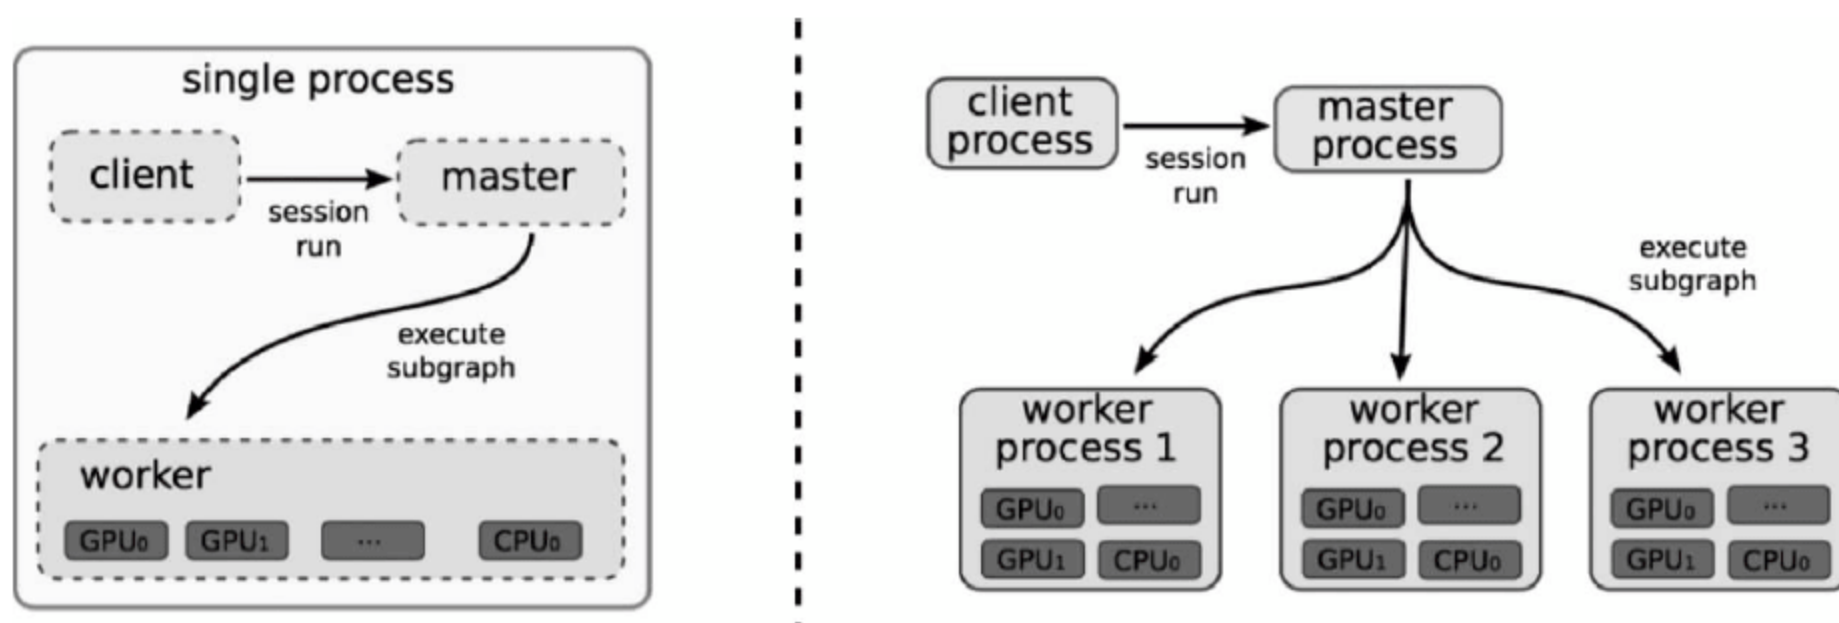 single process
client
master
session
run
execute
subgraph
worker
GPU₀ GPU₁ ... CPU₀
client
process
master
process
session
run
execute
subgraph
worker
process 1
GPU₀ ...
GPU₁ CPU₀
worker
process 2
GPU₀ ...
GPU₁ CPU₀
worker
process 3
GPU₀ ...
GPU₁ CPU₀